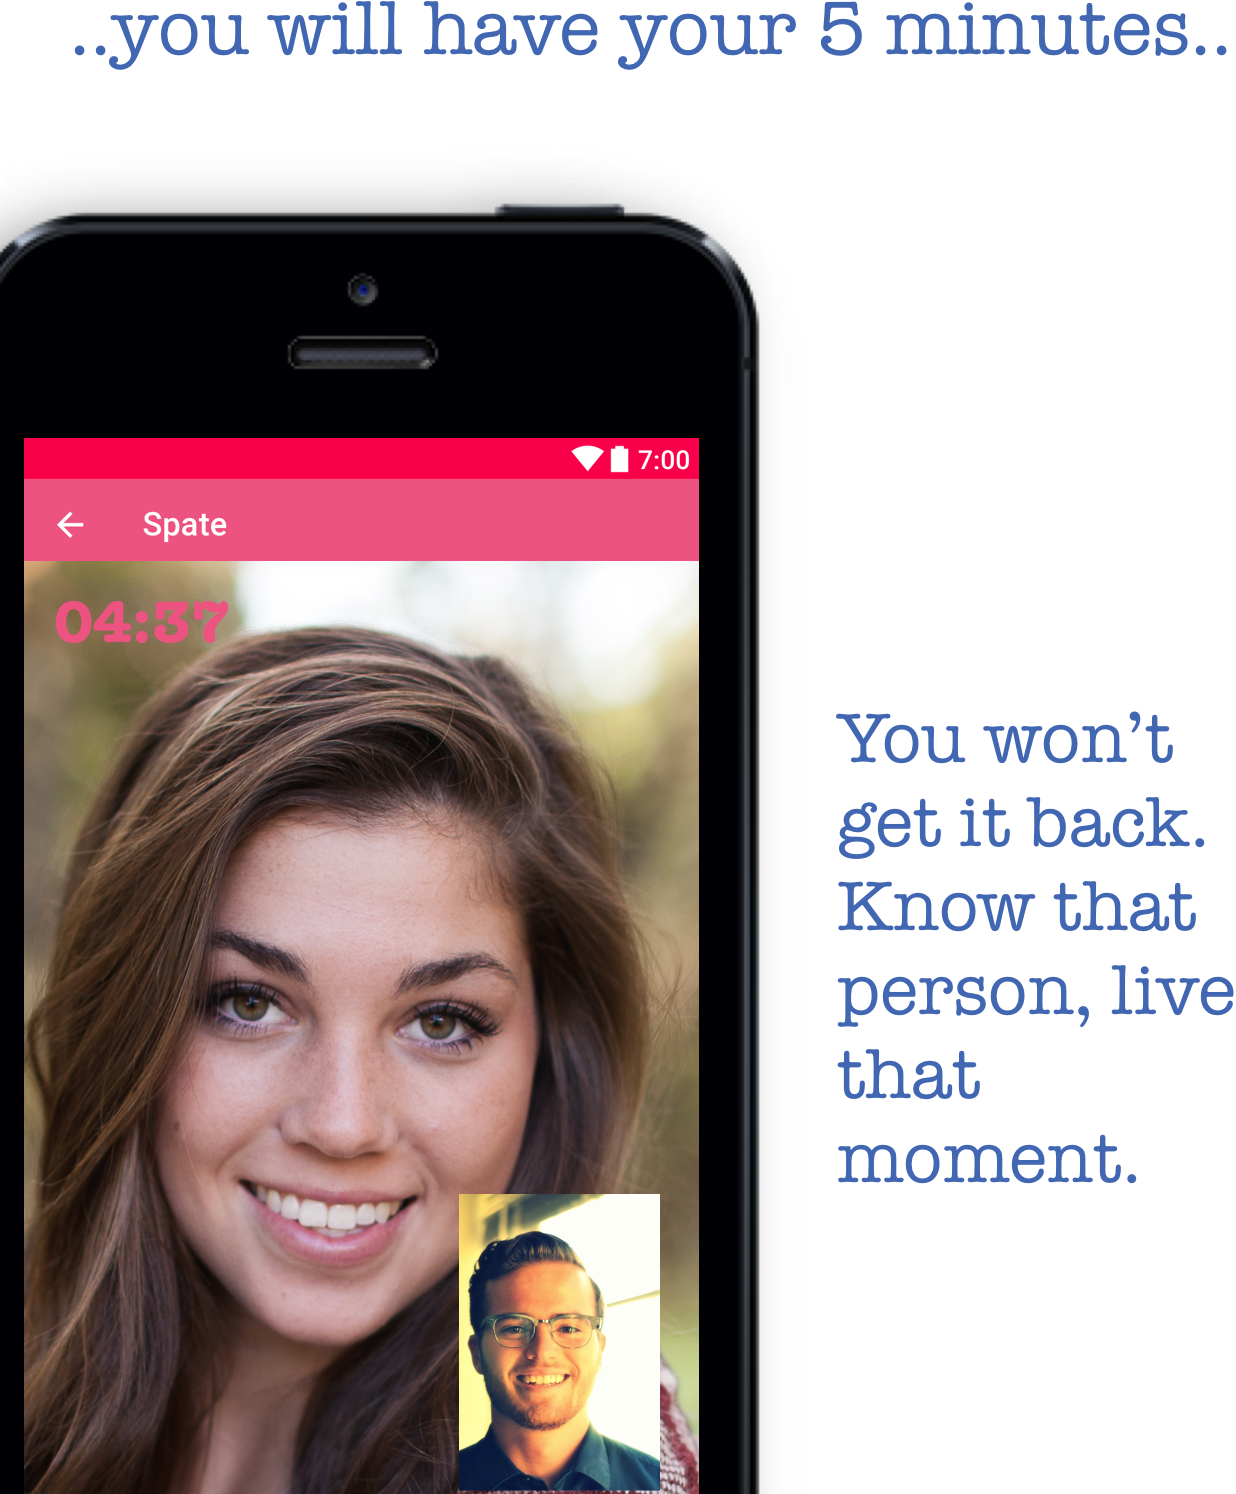 ..you will have your 5 minutes..
7:00
Spate
04:37
You won’t
get it back.
Know that
person, live
that
moment.